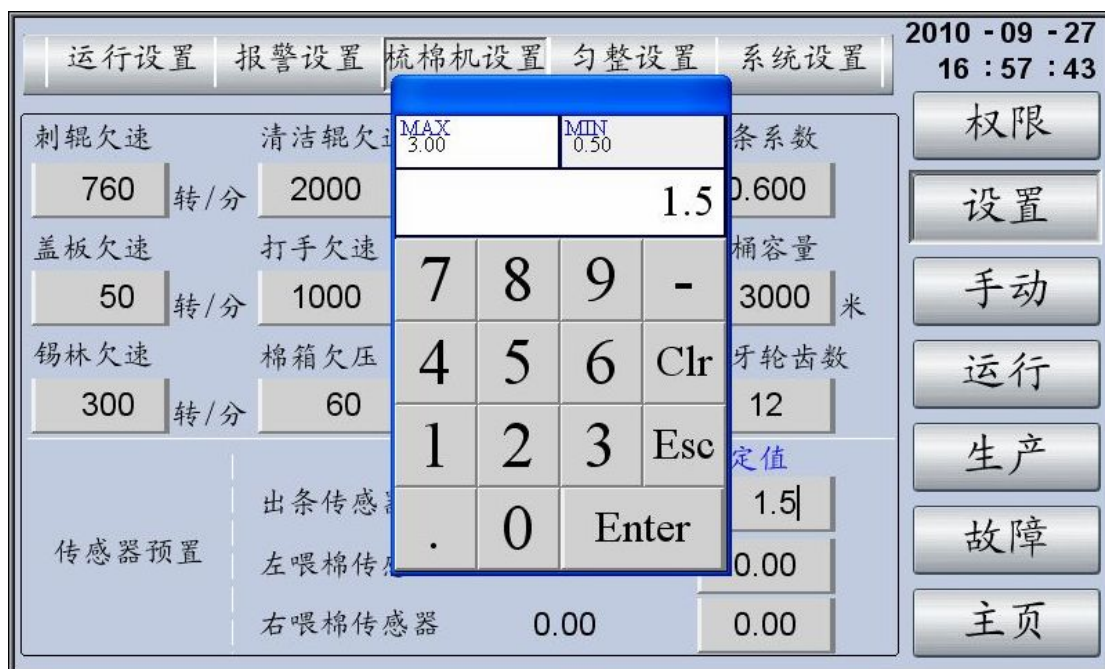 运行设置 报警设置 梳棉机设置 匀整设置 系统设置
2010 - 09 - 27
16 : 57 : 43
权限
设置
手动
运行
生产
故障
主页
刺辊欠速 清洁辊欠 条系数
760 转/分 2000 0.600
盖板欠速 打手欠速 桶容量
50 转/分 1000 3000 米
锡林欠速 棉箱欠压 牙轮齿数
300 转/分 60 12
定值
传感器预置
出条传感 1.5
左喂棉传 0.00
右喂棉传感器 0.00 0.00
MAX MIN
3.00 0.50
1.5
7 8 9 -
4 5 6 Clr
1 2 3 Esc
. 0 Enter